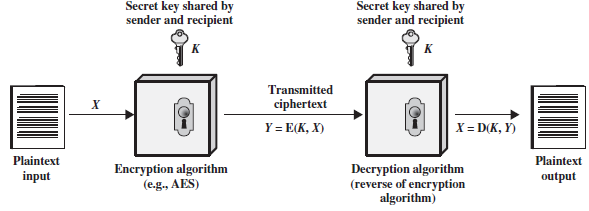 Secret key shared by
sender and recipient
K
Secret key shared by
sender and recipient
K
X
Transmitted
ciphertext
Y = E(K, X)
X = D(K, Y)
Plaintext
input
Encryption algorithm
(e.g., AES)
Decryption algorithm
(reverse of encryption
algorithm)
Plaintext
output